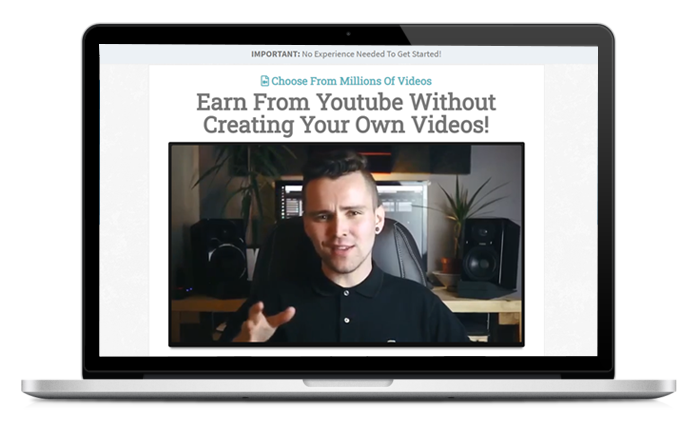 IMPORTANT: No Experience Needed To Get Started!
Choose From Millions Of Videos
Earn From Youtube Without
Creating Your Own Videos!